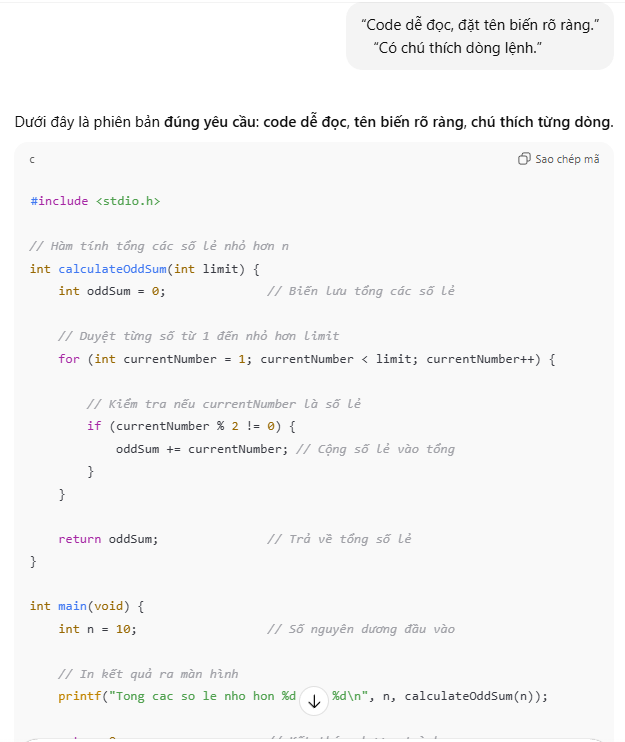 “Code dễ đọc, đặt tên biến rõ ràng.”
“Có chú thích dòng lệnh.”
Dưới đây là phiên bản đúng yêu cầu: code dễ đọc, tên biến rõ ràng, chú thích từng dòng.
c
Sao chép mã
#include <stdio.h>
// Hàm tính tổng các số lẻ nhỏ hơn n
int calculateOddSum(int limit) {
int oddSum = 0; // Biến lưu tổng các số lẻ
// Duyệt từng số từ 1 đến nhỏ hơn limit
for (int currentNumber = 1; currentNumber < limit; currentNumber++) {
// Kiểm tra nếu currentNumber là số lẻ
if (currentNumber % 2 != 0) {
oddSum += currentNumber; // Cộng số lẻ vào tổng
}
}
return oddSum; // Trả về tổng số lẻ
}
int main(void) {
int n = 10; // Số nguyên dương đầu vào
// In kết quả ra màn hình
printf("Tong cac so le nho hon %d %d\n", n, calculateOddSum(n));